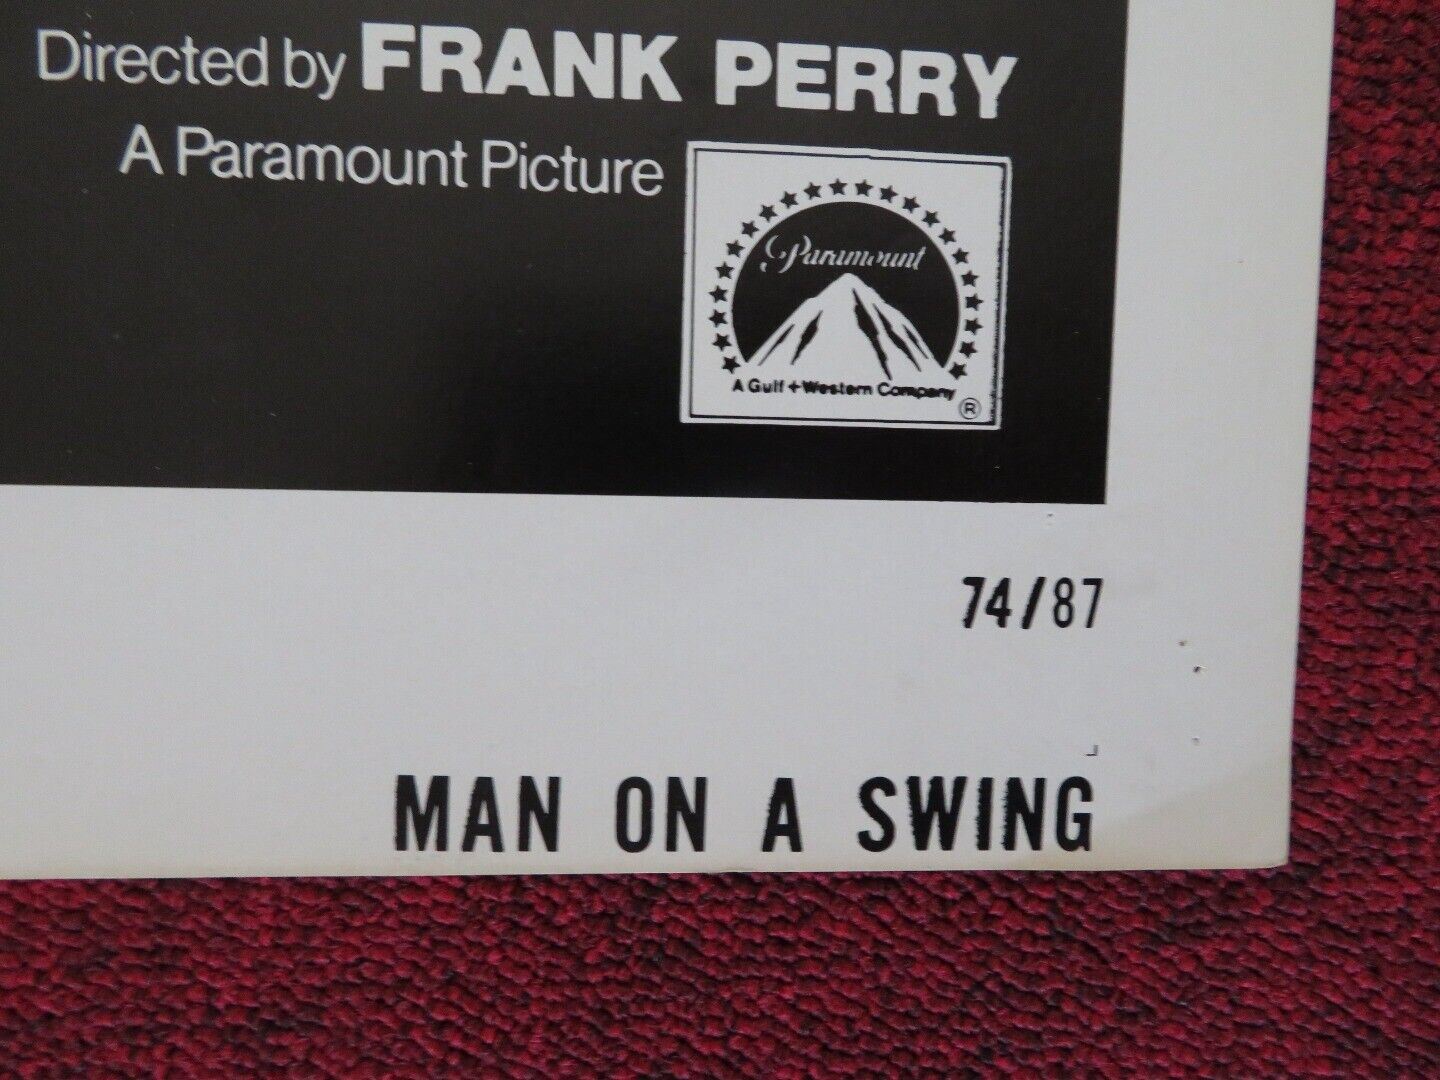 Directed by FRANK PERRY
A Paramount Picture
Paramount
A Gulf + Western Company
®
74/87
MAN ON A SWING